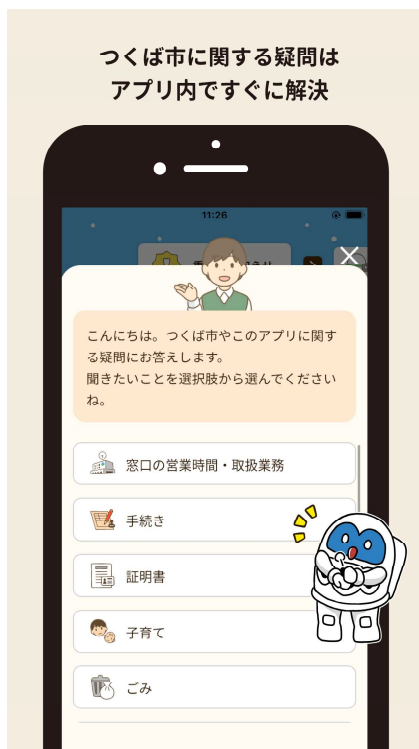 つくば市に関する疑問は
アプリ内ですぐに解決
11:26
こんにちは。つくば市やこのアプリに関す
る疑問にお答えします。
聞きたいことを選択肢から選んでください
ね。
窓口の営業時間・取扱業務
手続き
証明書
子育て
ごみ